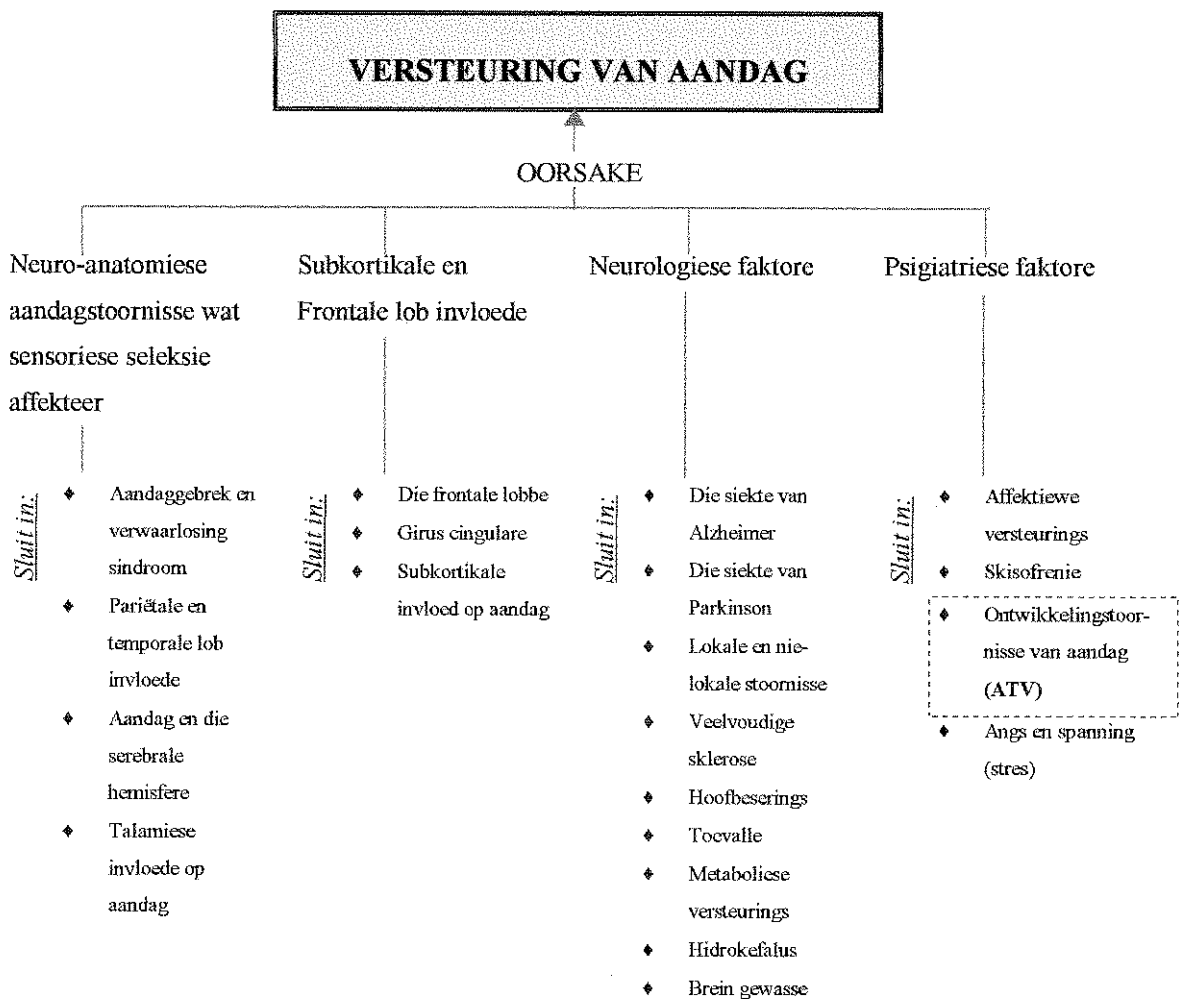 VERSTEURING VAN AANDAG
OORSAKE
Neuro-anatomiese
aandagstoornisse wat
sensoriese seleksie
affekteer
Sluit in:
Aandaggebrek en
verwaarlosing
sindroom
Pariëtale en
temporale lob
invloede
Aandag en die
serebrale
hemisfere
Talamiese
invloede op
aandag
Subkortikale en
Frontale lob invloede
Sluit in:
Die frontale lobbe
Girus cingulare
Subkortikale
invloed op aandag
Neurologiese faktore
Sluit in:
Die siekte van
Alzheimer
Die siekte van
Parkinson
Lokale en nie-
lokale stoornisse
Veelvoudige
sklerose
Hoofbeserings
Toevalle
Metaboliese
versteurings
Hidrokefalus
Brein gewasse
Psigiatriese faktore
Sluit in:
Affektiewe
versteurings
Skisofrenie
Ontwikkelingstoor-
nisse van aandag
(ATV)
Angs en spanning
(stres)